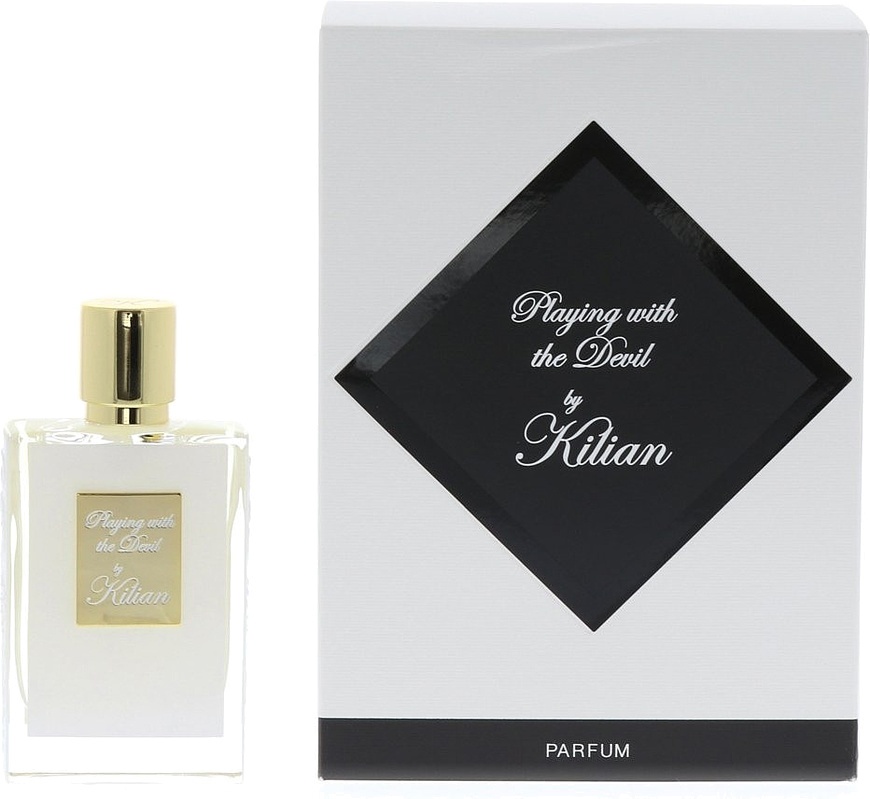 Playing with
the Devil
by
Kilian
Playing with
the Devil
by
Kilian
PARFUM